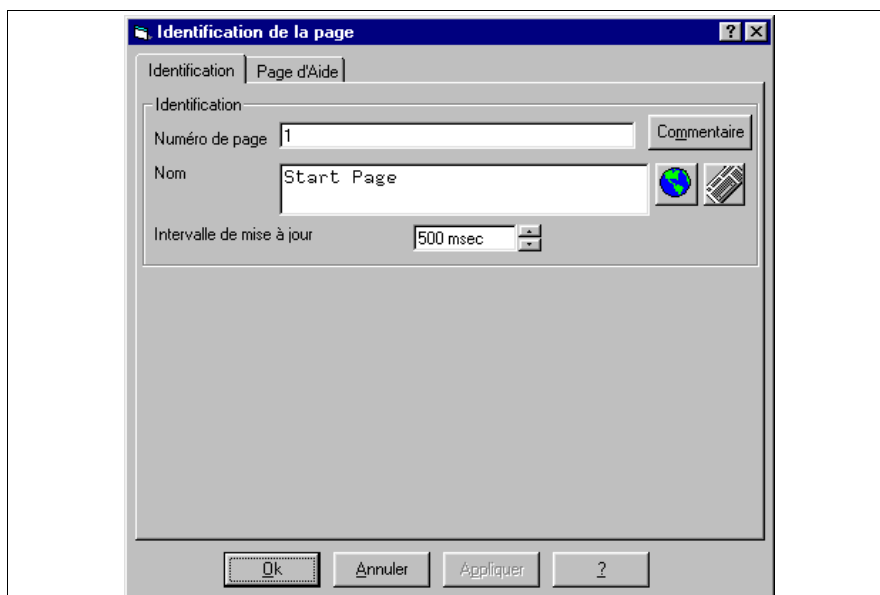 Identification de la page
Identification Page d'Aide
Identification
Numéro de page 1 Commentaire
Nom Start Page
Intervalle de mise à jour 500 msec
Ok Annuler Appliquer ?